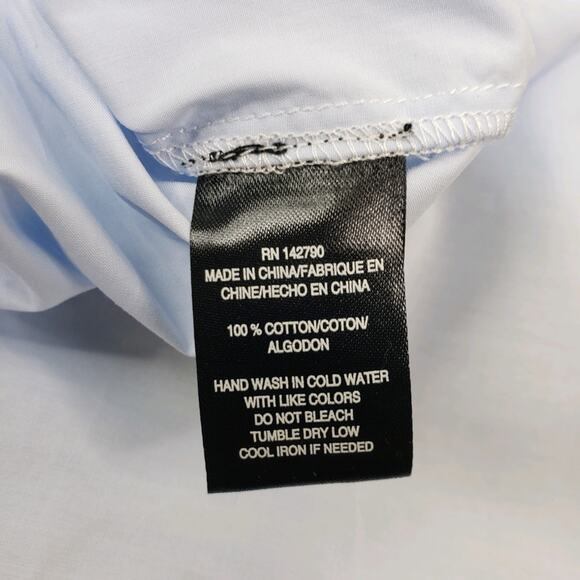 RN 142790
MADE IN CHINA/FABRIQUE EN
CHINE/HECHO EN CHINA
100 % COTTON/COTON/
ALGODON
HAND WASH IN COLD WATER
WITH LIKE COLORS
DO NOT BLEACH
TUMBLE DRY LOW
COOL IRON IF NEEDED